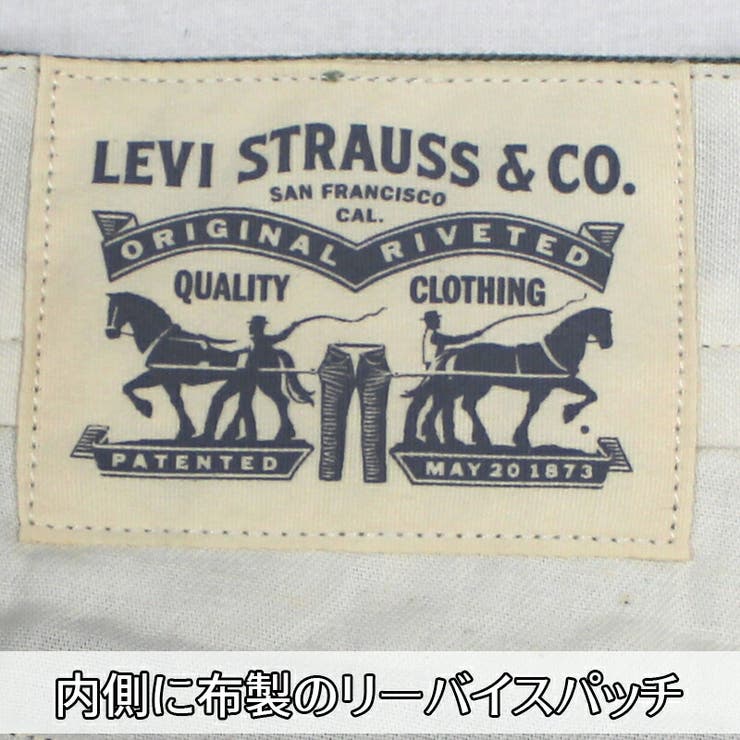 LEVI STRAUSS & CO.
SAN FRANCISCO
CAL.
ORIGINAL RIVETED
QUALITY CLOTHING
PATENTED MAY 20 1873
内側に布製のリーバイスパッチ